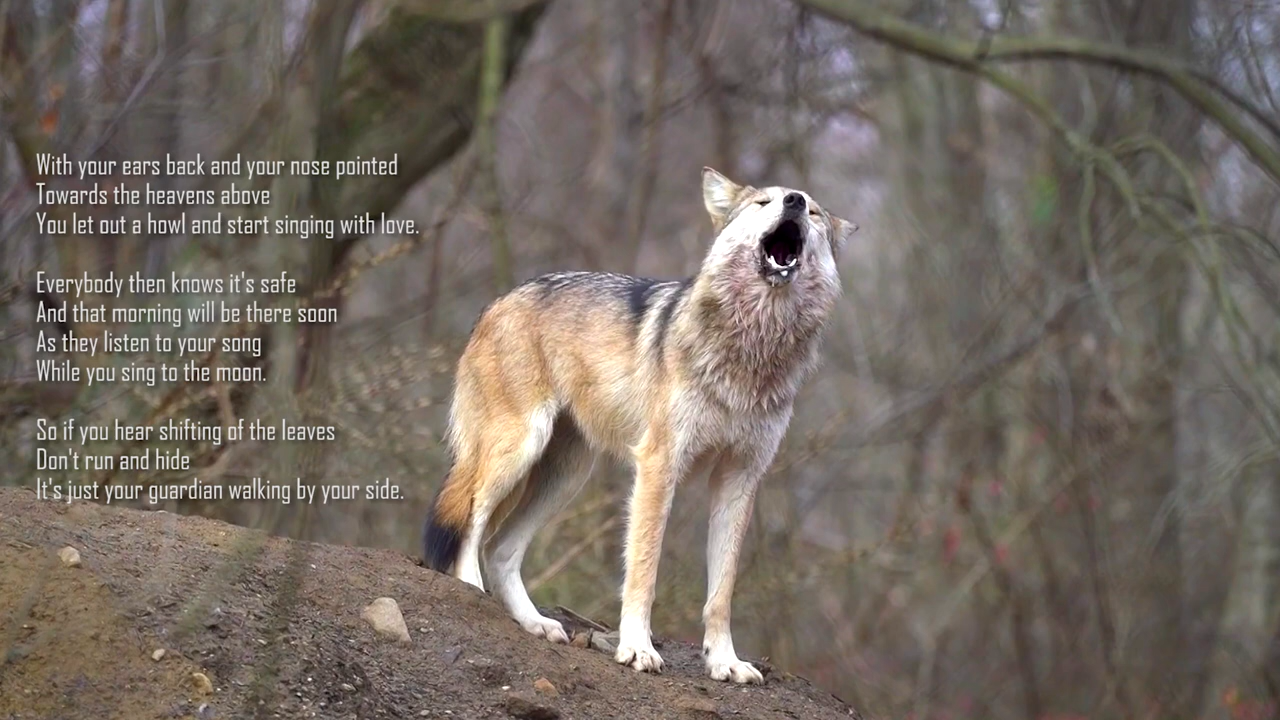 With your ears back and your nose pointed
Towards the heavens above
You let out a howl and start singing with love.
Everybody then knows it's safe
And that morning will be there soon
As they listen to your song
While you sing to the moon.
So if you hear shifting of the leaves
Don't run and hide
It's just your guardian walking by your side.